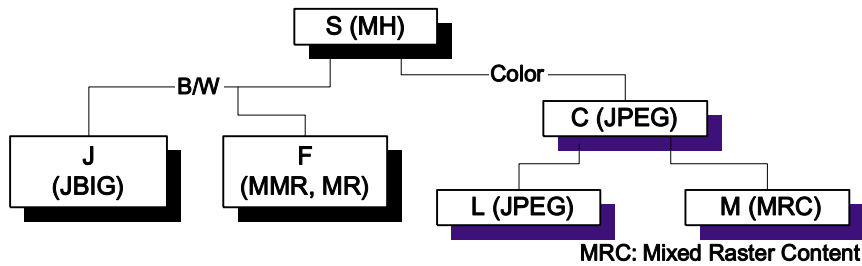 S (MH)
B/W
Color
C (JPEG)
J
(JBIG)
F
(MMR, MR)
L (JPEG)
M (MRC)
MRC: Mixed Raster Content